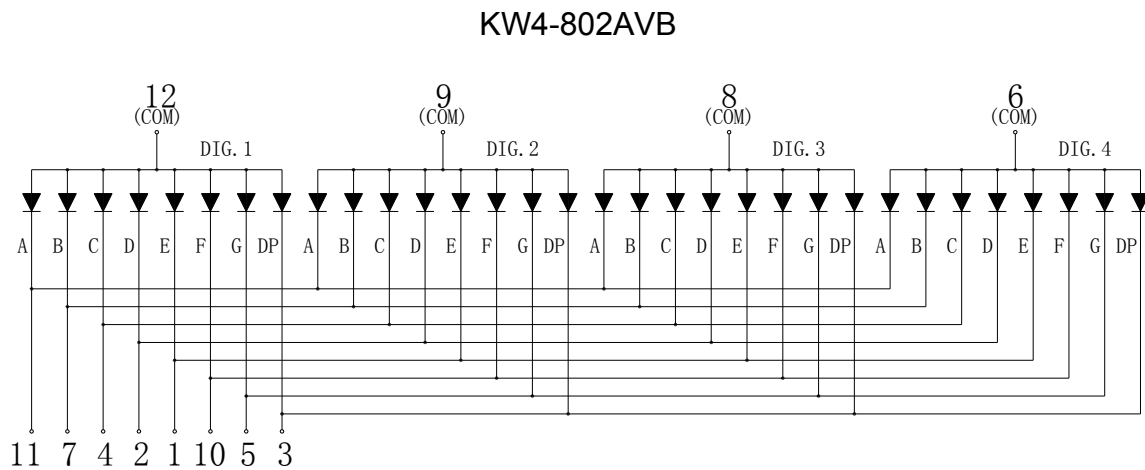 KW4-802AVB
12 9 8 6
(COM) (COM) (COM) (COM)
DIG.1 DIG.2 DIG.3 DIG.4
A B C D E F G DP A B C D E F G DP A B C D E F G DP A B C D E F G DP
11 7 4 2 1 10 5 3